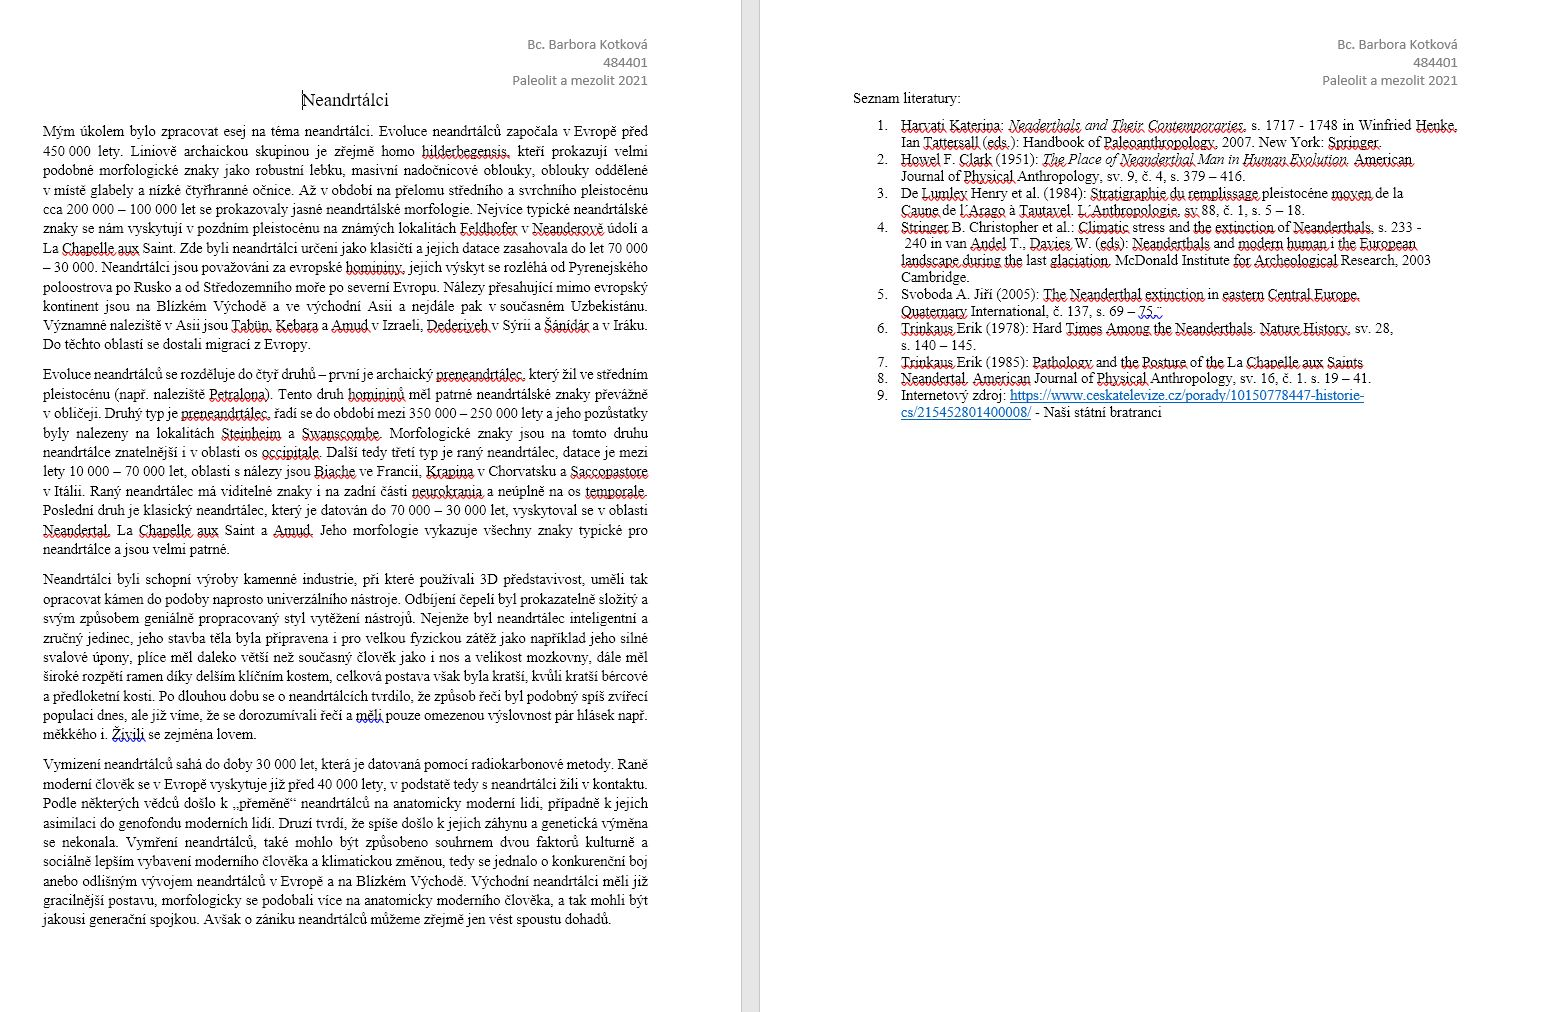 Bc. Barbora Kotková
484401
Paleolit a mezolit 2021
Neandrtálci
Mým úkolem bylo zpracovat esej na téma neandrtálci. Evoluce neandrtálců započala v Evropě před
450 000 lety. Liniově archaickou skupinou je zřejmě homo hilderbegensis, kteří prokazují velmi
podobné morfologické znaky jako robustní lebku, masivní nadočnicové oblouky, oblouky oddělené
v místě glabely a nízké čtyřhranné očnice. Až v období na přelomu středního a svrchního pleistocénu
cca 200 000 – 100 000 let se prokazovaly jasné neandrtálské morfologie. Nejvíce typické neandrtálské
znaky se nám vyskytují v pozdním pleistocénu na známých lokalitách Feldhofer v Neanderově údolí a
La Chapelle aux Saint. Zde byli neandrtálci určeni jako klasičtí a jejich datace zasahovala do let 70 000
– 30 000. Neandrtálci jsou považováni za evropské homininy, jejich výskyt se rozléhá od Pyrenejského
poloostrova po Rusko a od Středozemního moře po severní Evropu. Nálezy přesahující mimo evropský
kontinent jsou na Blízkém Východě a ve východní Asii a nejdále pak v současném Uzbekistánu.
Významné naleziště v Asii jsou Tabün, Kebara a Amud v Izraeli, Dederiyeh v Sýrii a Šánidár a v Iráku.
Do těchto oblastí se dostali migrací z Evropy.
Evoluce neandrtálců se rozděluje do čtyř druhů – první je archaický preneandrtálec, který žil ve středním
pleistocénu (např. naleziště Petralona). Tento druh homininů měl patrné neandrtálské znaky převážně
v obličeji. Druhý typ je preneandrtálec, řadí se do období mezi 350 000 – 250 000 lety a jeho pozůstatky
byly nalezeny na lokalitách Steinheim a Swanscombe. Morfologické znaky jsou na tomto druhu
neandrtálce znatelnější i v oblasti os occipitale. Další tedy třetí typ je raný neandrtálec, datace je mezi
lety 10 000 – 70 000 let, oblasti s nálezy jsou Biache ve Francii, Krapina v Chorvatsku a Saccopastore
v Itálii. Raný neandrtálec má viditelné znaky i na zadní části neurokrania a neúplně na os temporale.
Poslední druh je klasický neandrtálec, který je datován do 70 000 – 30 000 let, vyskytoval se v oblasti
Neandertal, La Chapelle aux Saint a Amud. Jeho morfologie vykazuje všechny znaky typické pro
neandrtálce a jsou velmi patrné.
Neandrtálci byli schopní výroby kamenné industrie, při které používali 3D představivost, uměli tak
opracovat kámen do podoby naprosto univerzálního nástroje. Odbíjení čepelí byl prokazatelně složitý a
svým způsobem geniálně propracovaný styl vytěžení nástrojů. Nejenže byl neandrtálec inteligentní a
zručný jedinec, jeho stavba těla byla připravena i pro velkou fyzickou zátěž jako například jeho silné
svalové úpony, plíce měl daleko větší než současný člověk jako i nos a velikost mozkovny, dále měl
široké rozpětí ramen díky delším klíčním kostem, celková postava však byla kratší, kvůli kratší bércové
a předloketní kosti. Po dlouhou dobu se o neandrtálcích tvrdilo, že způsob řeči byl podobný spíš zvířecí
populaci dnes, ale již víme, že se dorozumívali řečí a měli pouze omezenou výslovnost pár hlásek např.
měkkého i. Živili se zejména lovem.
Vymizení neandrtálců sahá do doby 30 000 let, která je datovaná pomocí radiokarbonové metody. Raně
moderní člověk se v Evropě vyskytuje již před 40 000 lety, v podstatě tedy s neandrtálci žili v kontaktu.
Podle některých vědců došlo k „přeměně“ neandrtálců na anatomicky moderní lidi, případně k jejich
asimilaci do genofondu moderních lidí. Druzí tvrdí, že spíše došlo k jejich záhynu a genetická výměna
se nekonala. Vymření neandrtálců, také mohlo být způsobeno souhrnem dvou faktorů kulturně a
sociálně lepším vybavení moderního člověka a klimatickou změnou, tedy se jednalo o konkurenční boj
anebo odlišným vývojem neandrtálců v Evropě a na Blízkém Východě. Východní neandrtálci měli již
gracilnější postavu, morfologicky se podobali více na anatomicky moderního člověka, a tak mohli být
jakousi generační spojkou. Avšak o zániku neandrtálců můžeme zřejmě jen vést spoustu dohadů.
Bc. Barbora Kotková
484401
Paleolit a mezolit 2021
Seznam literatury:
1. Harvati Katerina: Neaderthals and Their Contemporaries, s. 1717 - 1748 in Winfried Henke,
Ian Tattersall (eds.): Handbook of Paleoanthropology, 2007. New York: Springer.
2. Howel F. Clark (1951): The Place of Neanderthal Man in Human Evolution. American
Journal of Physical Anthropology, sv. 9, č. 4, s. 379 – 416.
3. De Lumley Henry et al. (1984): Stratigraphie du remplissage pleistocéne moyen de la
Caune de l´Arago à Tautavel. L´Anthropologie, sv 88, č. 1, s. 5 – 18.
4. Stringer B. Christopher et al.: Climatic stress and the extinction of Neanderthals, s. 233 -
240 in van Andel T., Davies W. (eds): Neanderthals and modern human i the European
landscape during the last glaciation. McDonald Institute for Archeological Research, 2003
Cambridge.
5. Svoboda A. Jiří (2005): The Neanderthal extinction in eastern Central Europe,
Quaternary International, č. 137, s. 69 – 75.¨
6. Trinkaus Erik (1978): Hard Times Among the Neanderthals. Nature History, sv. 28,
s. 140 – 145.
7. Trinkaus Erik (1985): Pathology and the Posture of the La Chapelle aux Saints
8. Neandertal, American Journal of Physical Anthropology, sv. 16, č. 1. s. 19 – 41.
9. Internetový zdroj: https://www.ceskatelevize.cz/porady/10150778447-historie-
cs/215452801400008/ - Naši státní bratranci